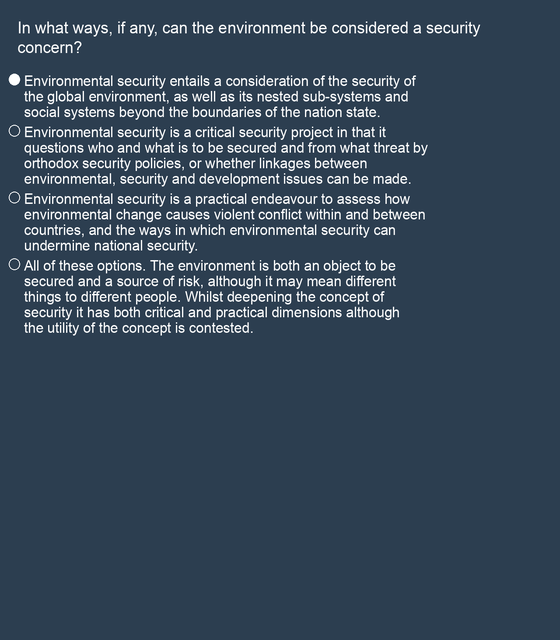 In what ways, if any, can the environment be considered a security
concern?
Environmental security entails a consideration of the security of
the global environment, as well as its nested sub-systems and
social systems beyond the boundaries of the nation state.
Environmental security is a critical security project in that it
questions who and what is to be secured and from what threat by
orthodox security policies, or whether linkages between
environmental, security and development issues can be made.
Environmental security is a practical endeavour to assess how
environmental change causes violent conflict within and between
countries, and the ways in which environmental security can
undermine national security.
All of these options. The environment is both an object to be
secured and a source of risk, although it may mean different
things to different people. Whilst deepening the concept of
security it has both critical and practical dimensions although
the utility of the concept is contested.